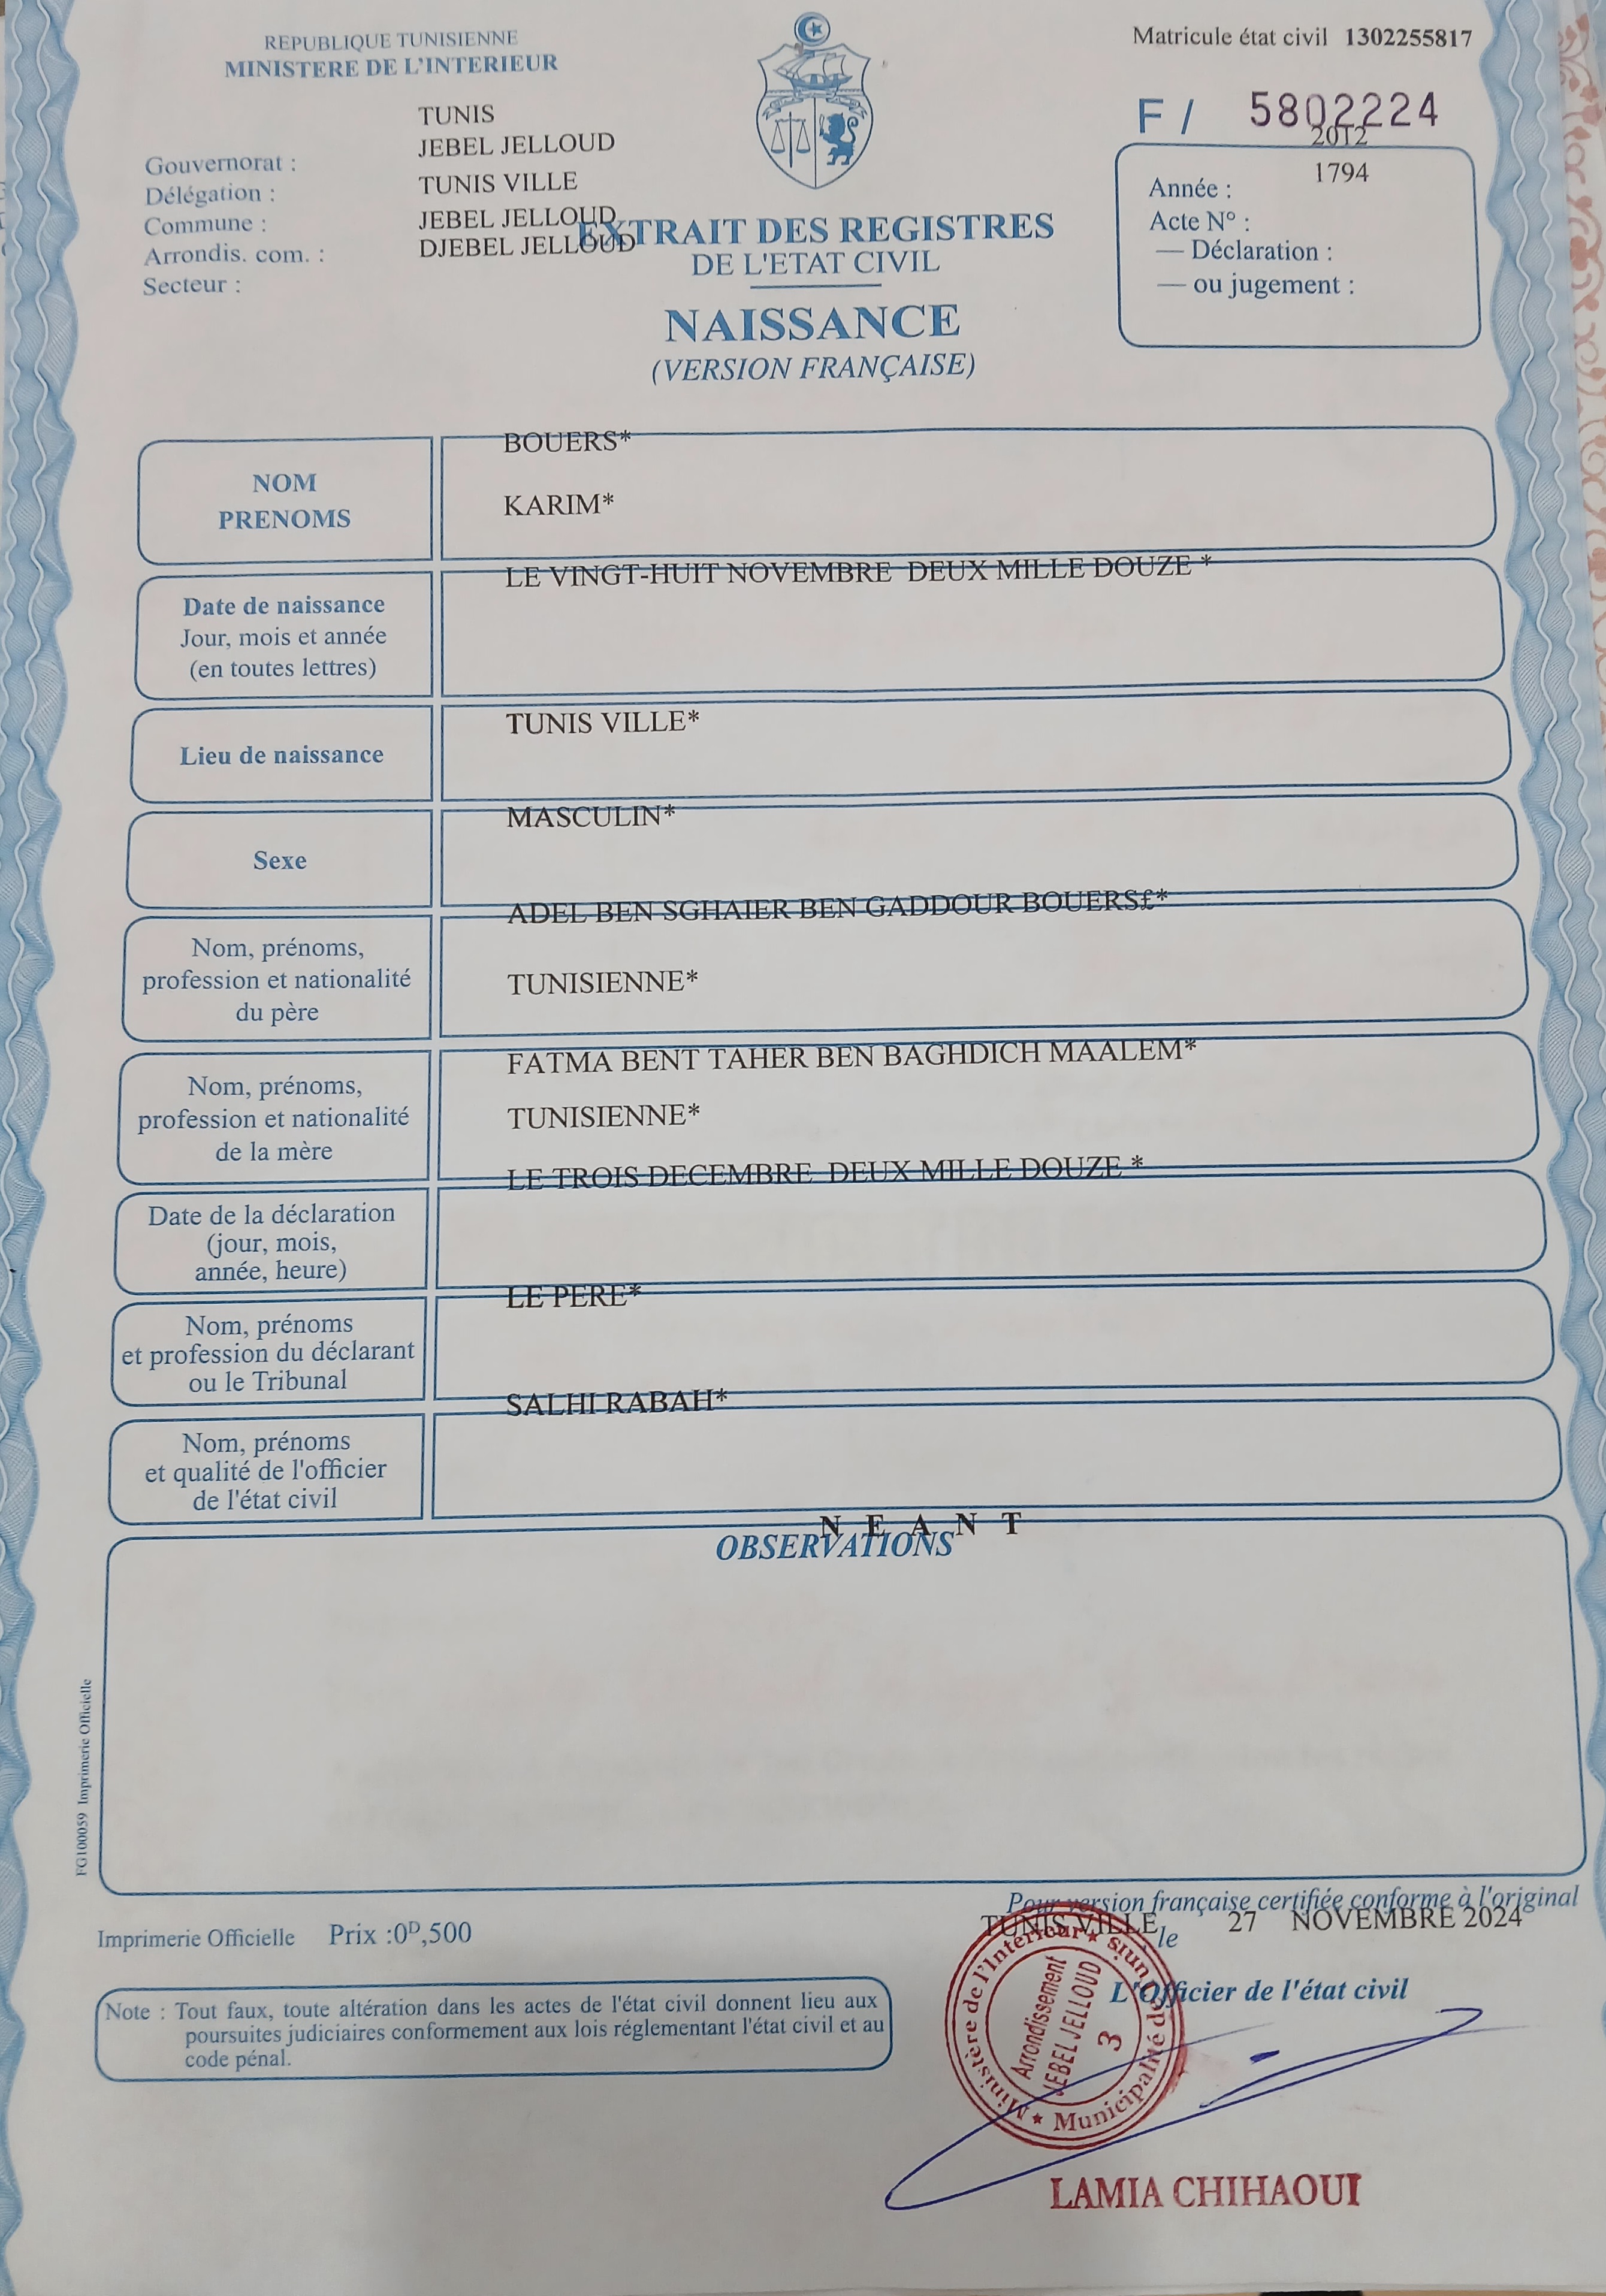 REPUBLIQUE TUNISIENNE
MINISTERE DE L'INTERIEUR
Matricule état civil 1302255817
F / 5802224
Gouvernorat : TUNIS
Délégation : JEBEL JELLOUD
Commune : TUNIS VILLE
Arrondis. com. : JEBEL JELLOUD
Secteur : DJEBEL JELLOUD
Année : 2012
Acte N° : 1794
— Déclaration :
— ou jugement :
EXTRAIT DES REGISTRES
DE L'ETAT CIVIL
NAISSANCE
(VERSION FRANÇAISE)
NOM
PRENOMS
BOUERS*
KARIM*
Date de naissance
Jour, mois et année
(en toutes lettres)
LE VINGT-HUIT NOVEMBRE DEUX MILLE DOUZE *
Lieu de naissance
TUNIS VILLE*
Sexe
MASCULIN*
Nom, prénoms,
profession et nationalité
du père
ADEL BEN SGHAIER BEN GADDOUR BOUERS£*
TUNISIENNE*
Nom, prénoms,
profession et nationalité
de la mère
FATMA BENT TAHER BEN BAGHDICH MAALEM*
TUNISIENNE*
Date de la déclaration
(jour, mois,
année, heure)
LE TROIS DECEMBRE DEUX MILLE DOUZE *
Nom, prénoms
et profession du déclarant
ou le Tribunal
LE PERE*
Nom, prénoms
et qualité de l'officier
de l'état civil
SALHI RABAH*
N E A N T
OBSERVATIONS
FG100059 Imprimerie Officielle
Pour version française certifiée conforme à l'original
TUNIS VILLE, le 27 NOVEMBRE 2024
Imprimerie Officielle Prix :0ᴰ,500
L'Officier de l'état civil
Note : Tout faux, toute altération dans les actes de l'état civil donnent lieu aux
poursuites judiciaires conformement aux lois réglementant l'état civil et au
code pénal.
Ministère de l'Intérieur ★ Municipalité de Tunis ★
Arrondissement
JEBEL JELLOUD
3
LAMIA CHIHAOUI